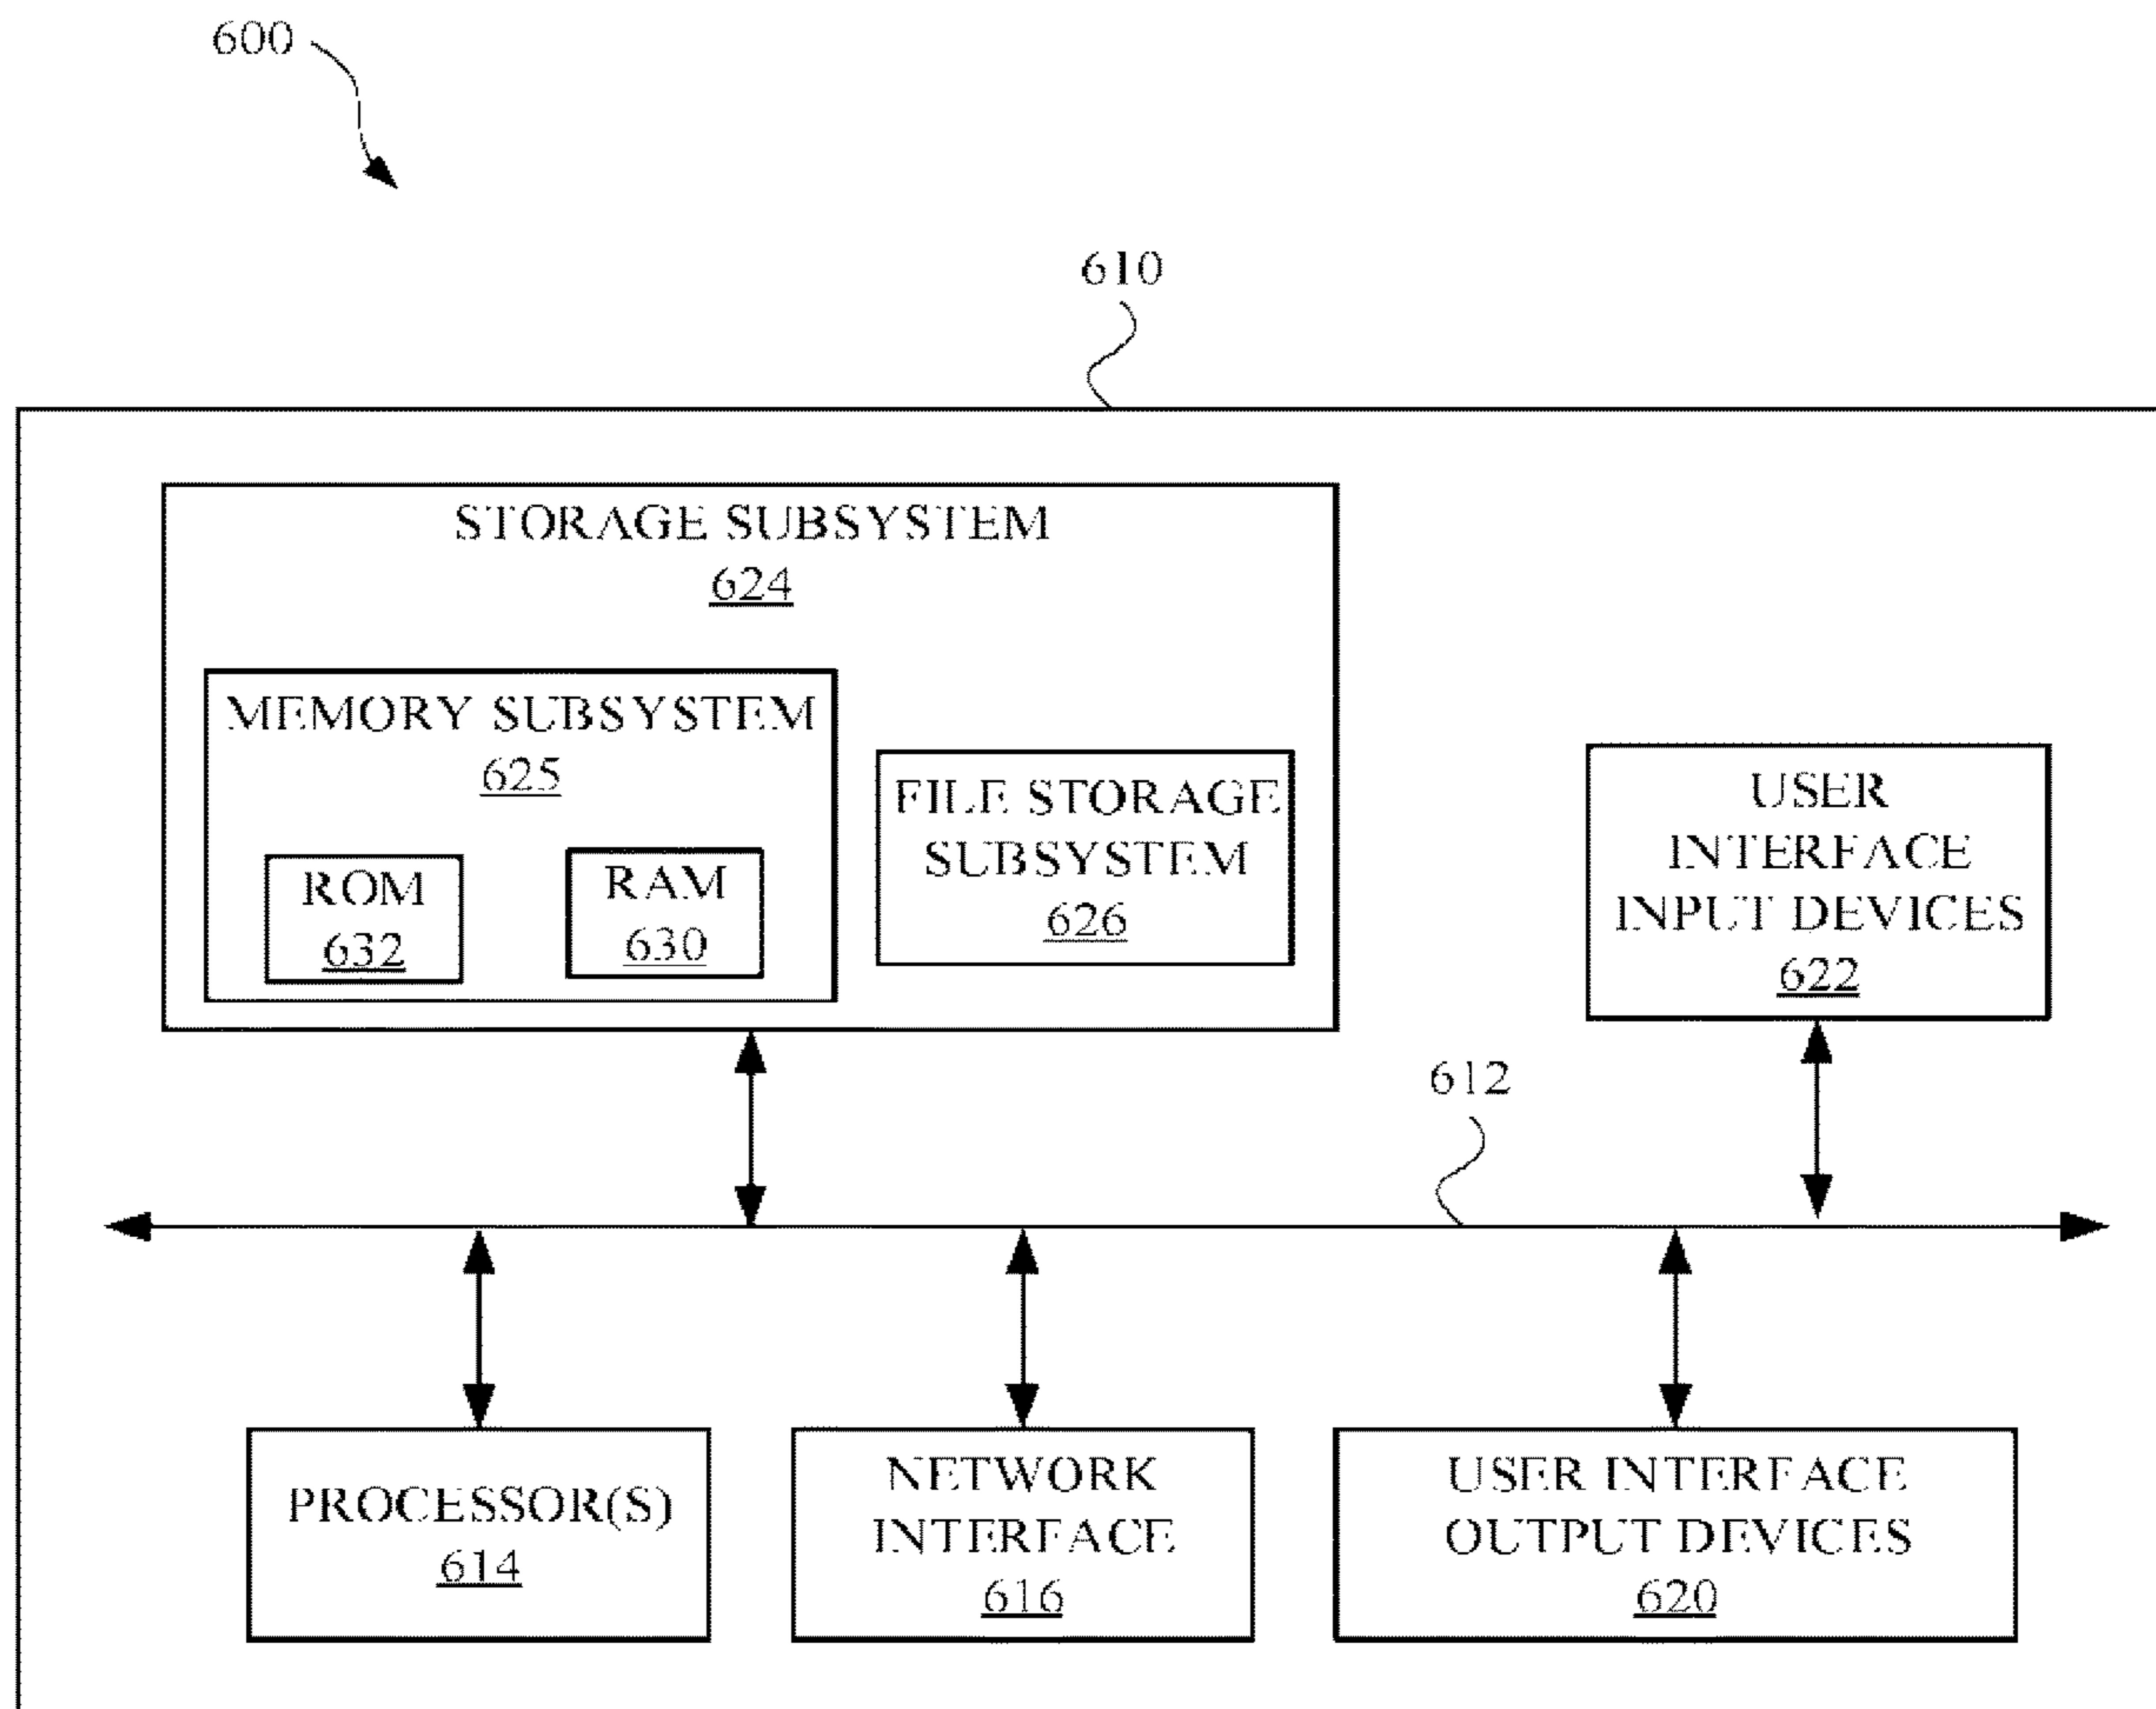 600
610
STORAGE SUBSYSTEM
624
MEMORY SUBSYSTEM
625
ROM
632
RAM
630
FILE STORAGE
SUBSYSTEM
626
USER
INTERFACE
INPUT DEVICES
622
612
PROCESSOR(S)
614
NETWORK
INTERFACE
616
USER INTERFACE
OUTPUT DEVICES
620